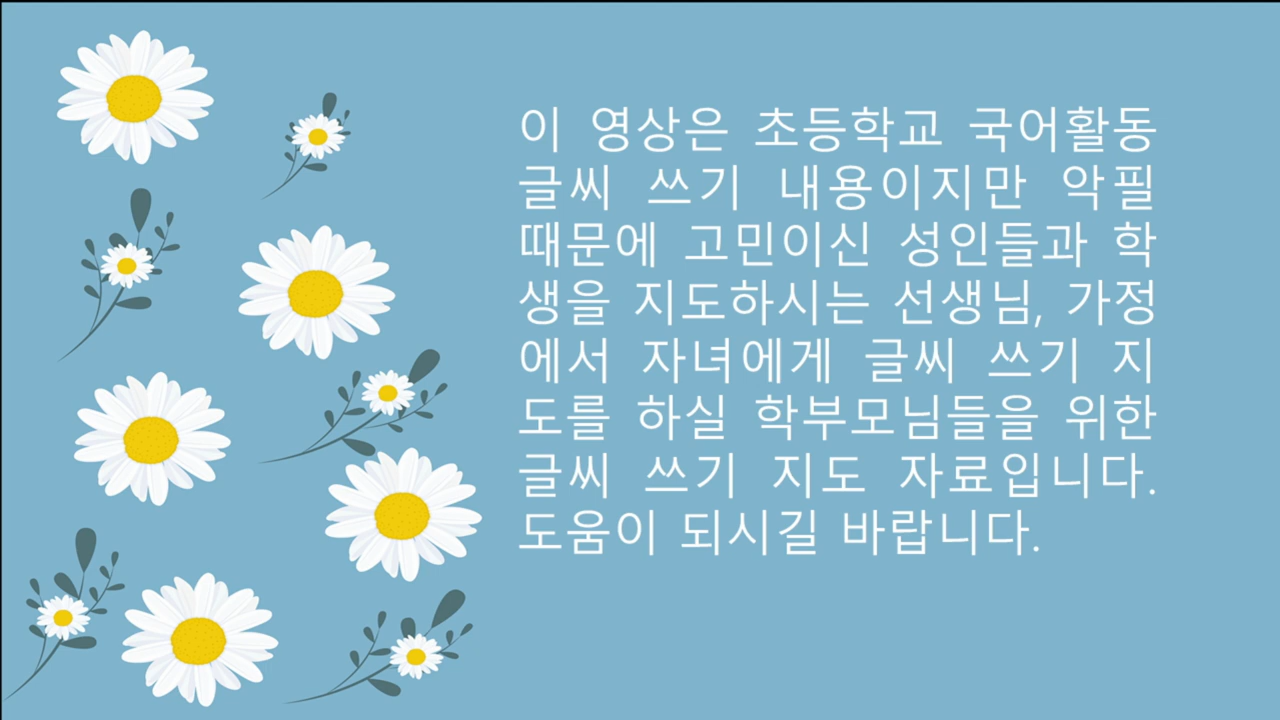 이 영상은 초등학교 국어활동
글씨 쓰기 내용이지만 악필
때문에 고민이신 성인들과 학
생을 지도하시는 선생님, 가정
에서 자녀에게 글씨 쓰기 지
도를 하실 학부모님들을 위한
글씨 쓰기 지도 자료입니다.
도움이 되시길 바랍니다.